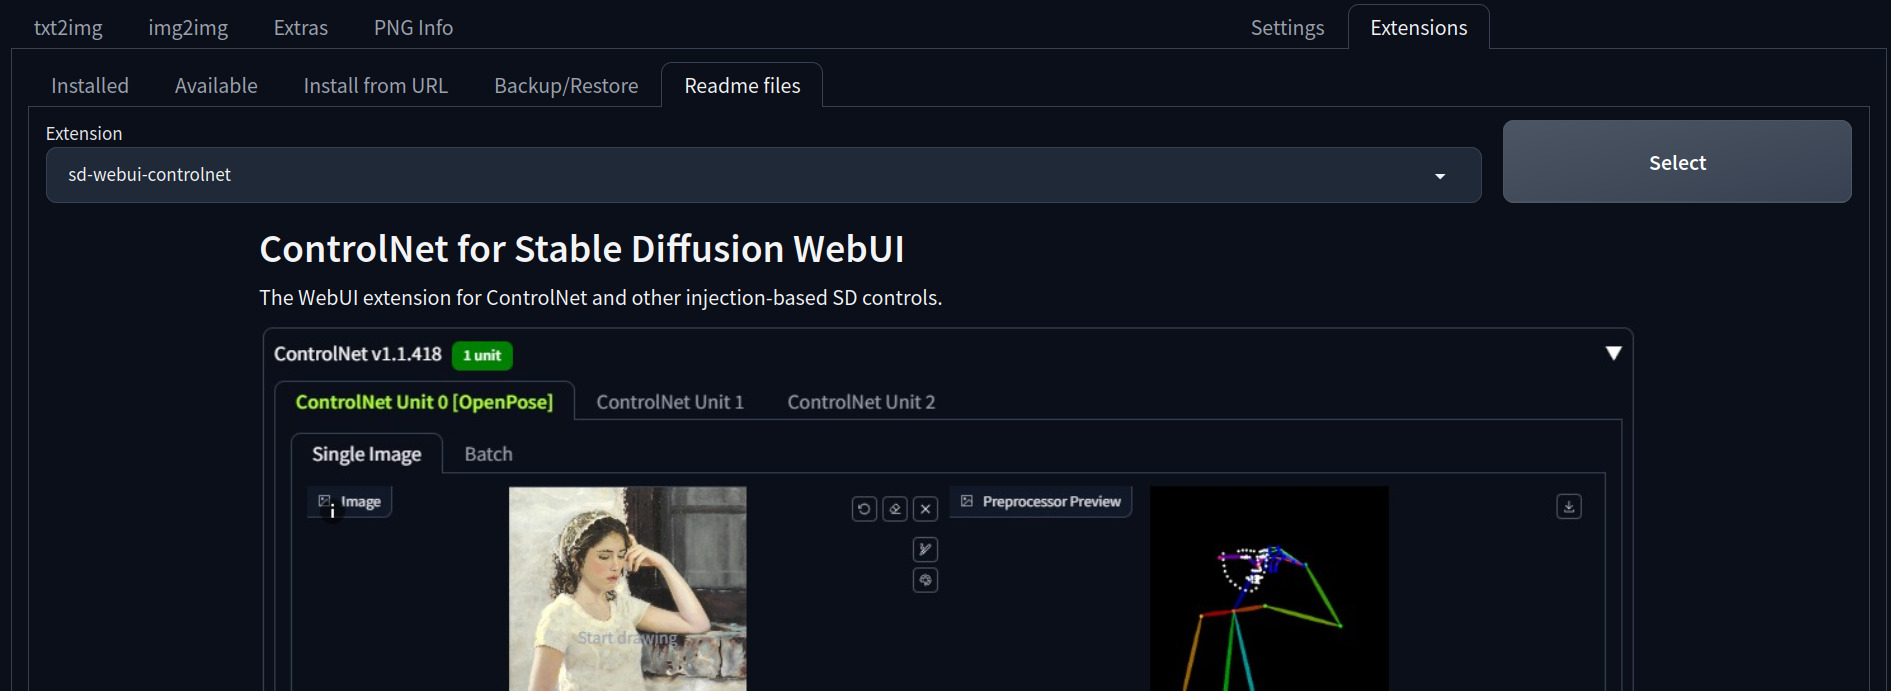 txt2img img2img Extras PNG Info Settings Extensions
Installed Available Install from URL Backup/Restore Readme files
Extension
sd-webui-controlnet
Select
ControlNet for Stable Diffusion WebUI
The WebUI extension for ControlNet and other injection-based SD controls.
ControlNet v1.1.418 1 unit
ControlNet Unit 0 [OpenPose] ControlNet Unit 1 ControlNet Unit 2
Single Image Batch
Image Preprocessor Preview
Start drawing